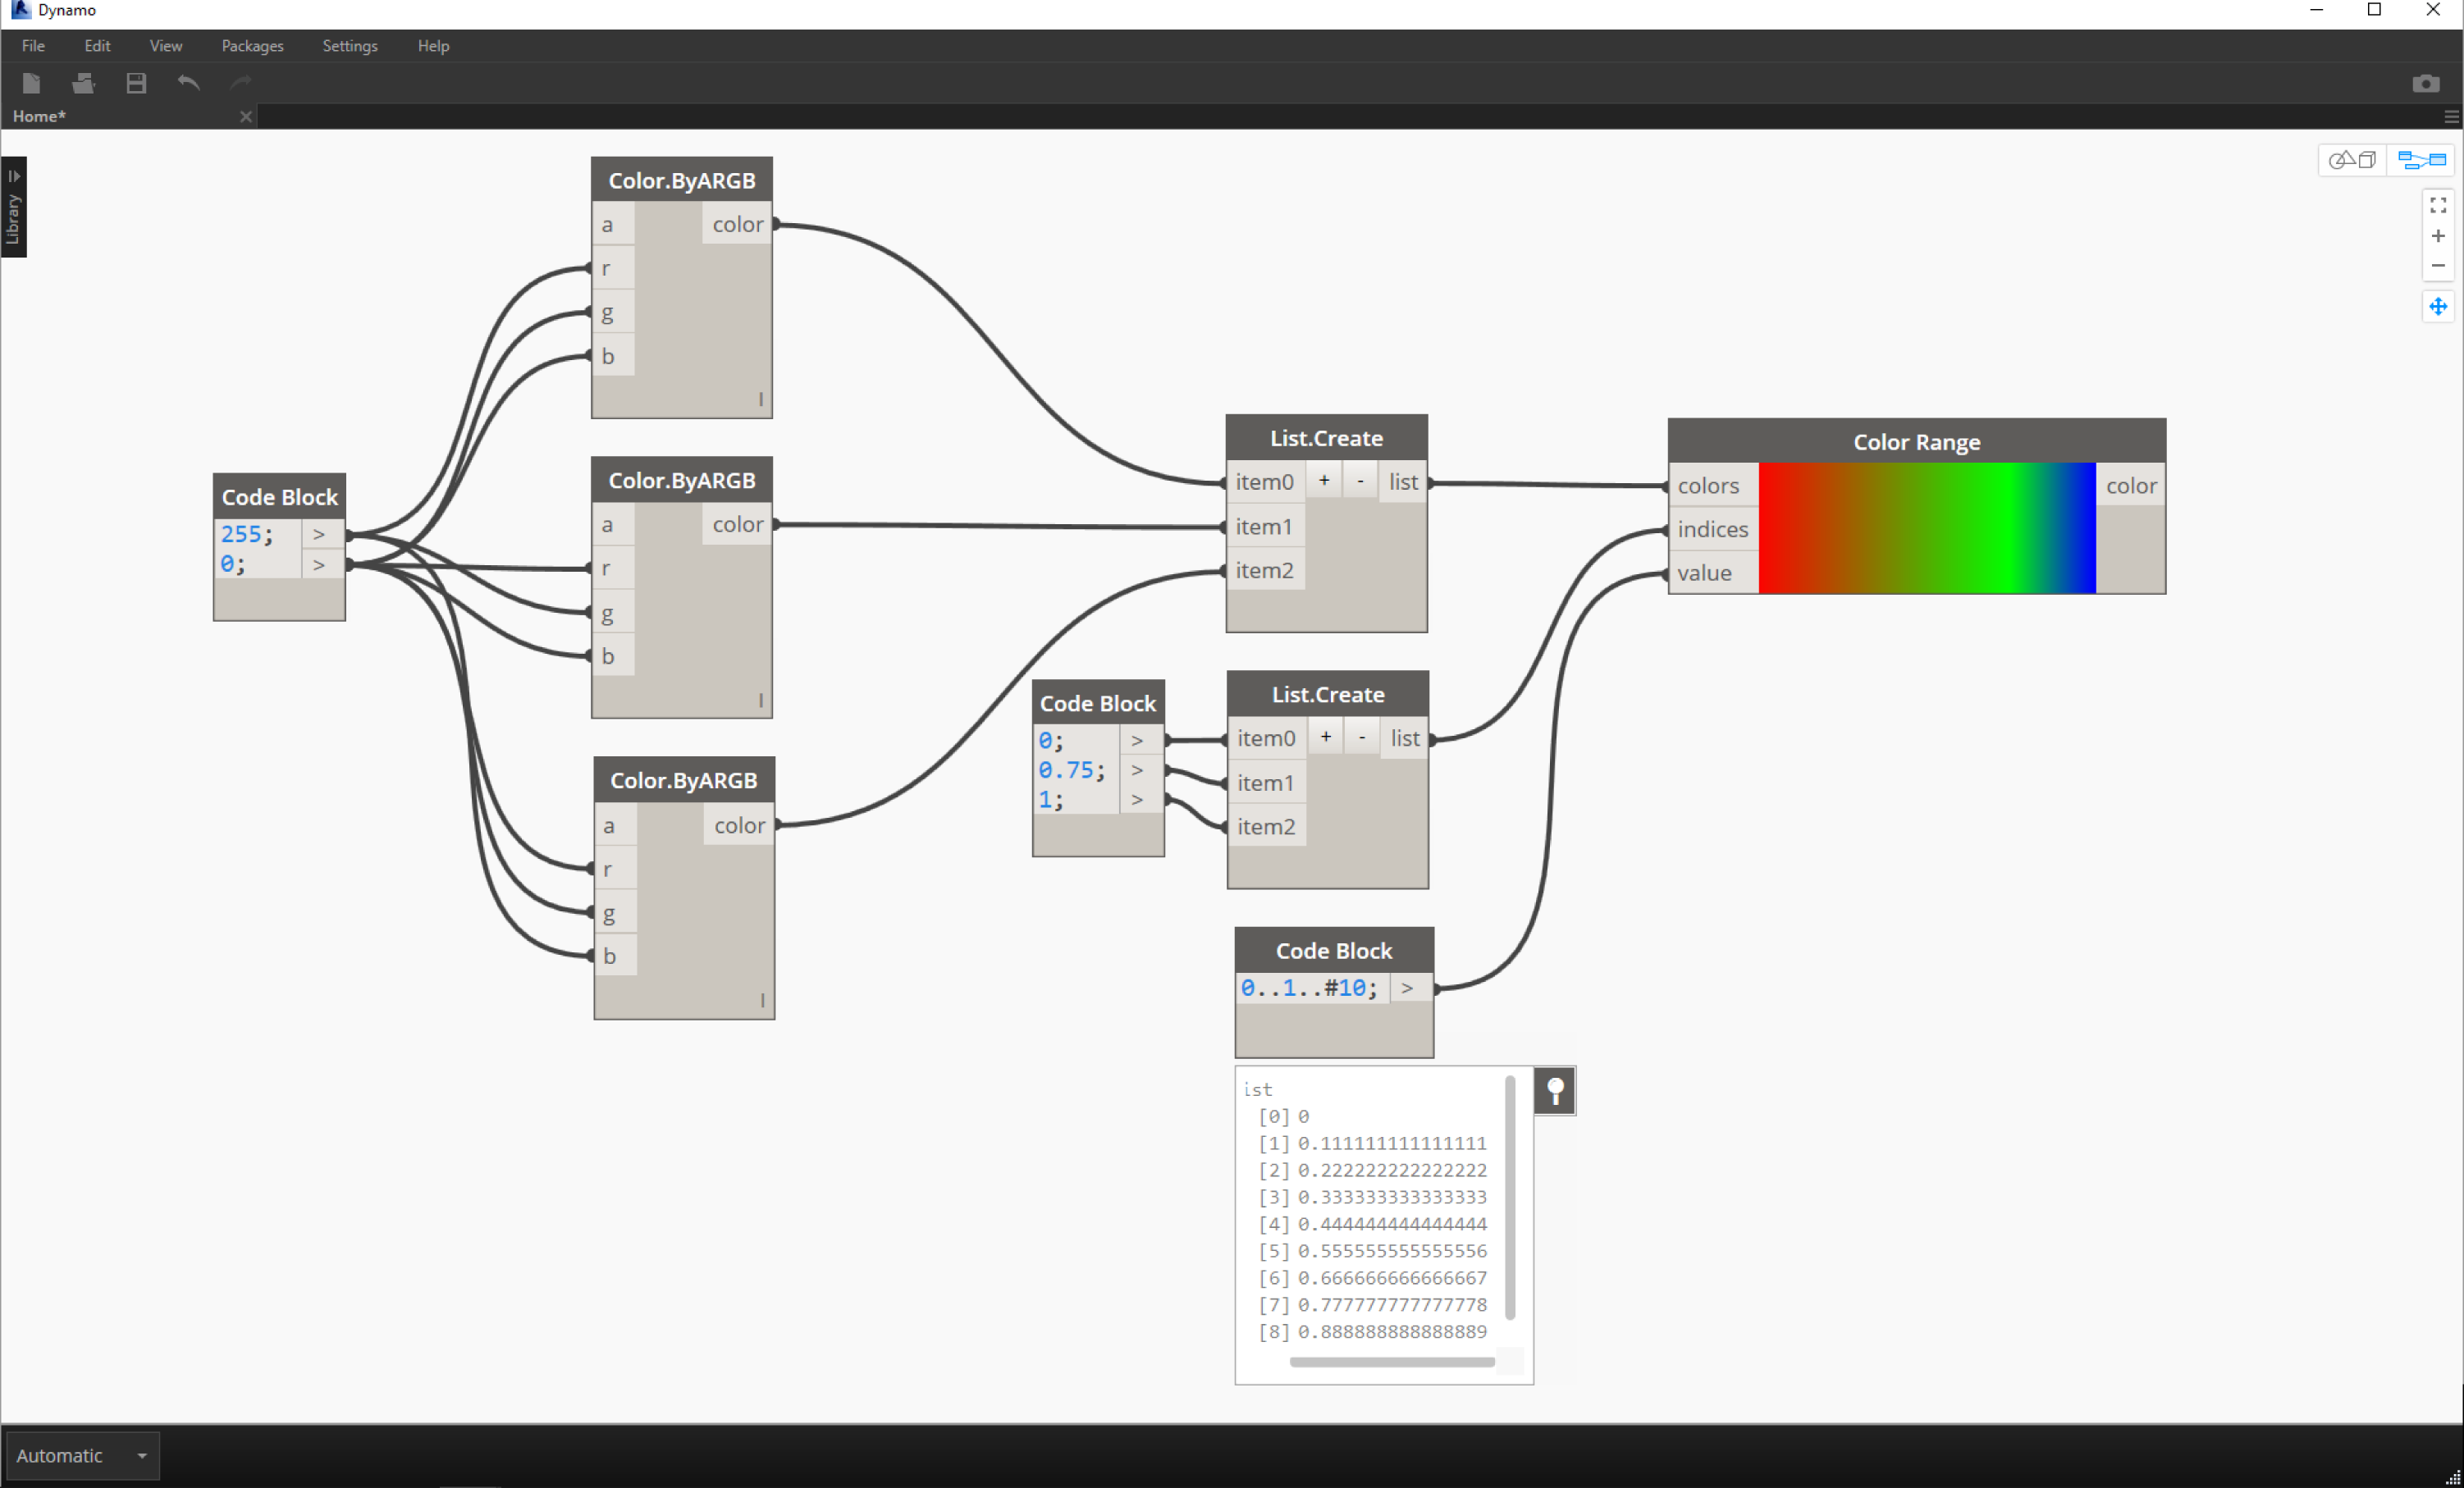 Dynamo
File Edit View Packages Settings Help
Home*
Library
Color.ByARGB
a color
r
g
b
l
Color.ByARGB
a color
r
g
b
l
Color.ByARGB
a color
r
g
b
l
Code Block
255; >
0; >
List.Create
item0 + - list
item1
item2
Color Range
colors color
indices
value
Code Block
0; >
0.75; >
1; >
List.Create
item0 + - list
item1
item2
Code Block
0..1..#10; >
ist
[0] 0
[1] 0.111111111111111
[2] 0.222222222222222
[3] 0.333333333333333
[4] 0.444444444444444
[5] 0.555555555555556
[6] 0.666666666666667
[7] 0.777777777777778
[8] 0.888888888888889
Automatic